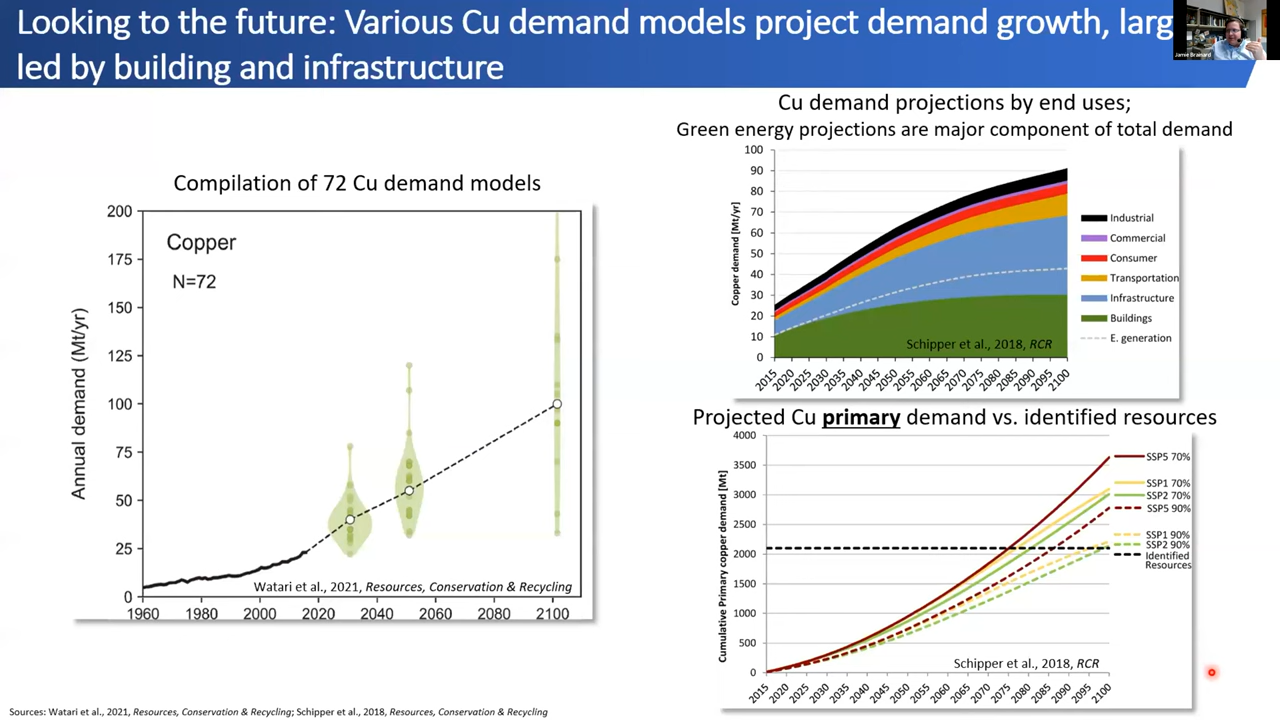 Looking to the future: Various Cu demand models project demand growth, larg
led by building and infrastructure
Jamie Brainard
Compilation of 72 Cu demand models
Copper
N=72
Annual demand (Mt/yr)
200
175
150
125
100
75
50
25
0
1960 1980 2000 2020 2040 2060 2080 2100
Watari et al., 2021, Resources, Conservation & Recycling
Cu demand projections by end uses;
Green energy projections are major component of total demand
Copper demand [Mt/yr]
100
90
80
70
60
50
40
30
20
10
0
2015 2020 2025 2030 2035 2040 2045 2050 2055 2060 2065 2070 2075 2080 2085 2090 2095 2100
Industrial
Commercial
Consumer
Transportation
Infrastructure
Buildings
E. generation
Schipper et al., 2018, RCR
Projected Cu primary demand vs. identified resources
Cumulative Primary copper demand [Mt]
4000
3500
3000
2500
2000
1500
1000
500
0
2015 2020 2025 2030 2035 2040 2045 2050 2055 2060 2065 2070 2075 2080 2085 2090 2095 2100
SSP5 70%
SSP1 70%
SSP2 70%
SSP5 90%
SSP1 90%
SSP2 90%
Identified
Resources
Schipper et al., 2018, RCR
Sources: Watari et al., 2021, Resources, Conservation & Recycling; Schipper et al., 2018, Resources, Conservation & Recycling